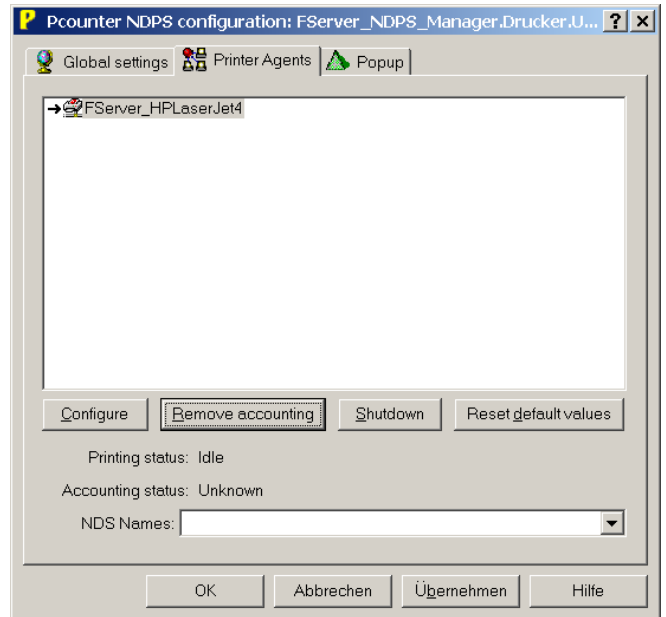 Pcounter NDPS configuration: FServer_NDPS_Manager.Drucker.U...
Global settings Printer Agents Popup
FServer_HPLaserJet4
Configure Remove accounting Shutdown Reset default values
Printing status: Idle
Accounting status: Unknown
NDS Names:
OK Abbrechen Übernehmen Hilfe